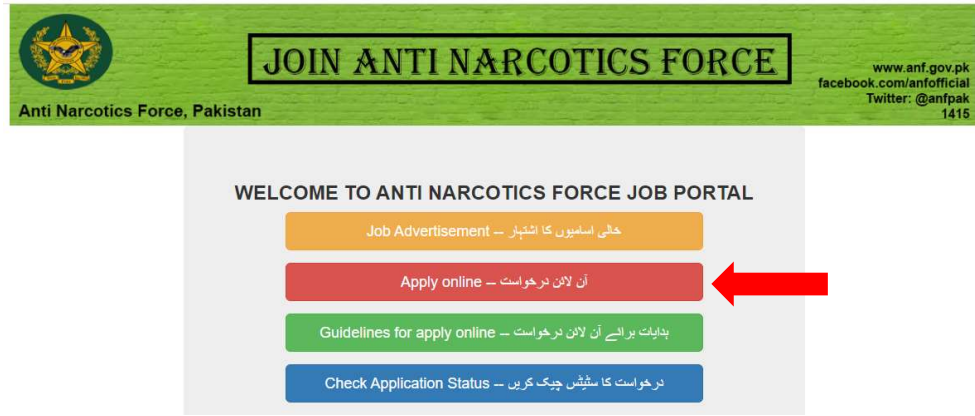 JOIN ANTI NARCOTICS FORCE
www.anf.gov.pk
facebook.com/anfofficial
Twitter: @anfpak
1415
Anti Narcotics Force, Pakistan
WELCOME TO ANTI NARCOTICS FORCE JOB PORTAL
Job Advertisement -- خالی اسامیوں کا اشتہار
Apply online -- آن لائن درخواست
Guidelines for apply online -- ہدایات برائے آن لائن درخواست
Check Application Status -- درخواست کا سٹیٹس چیک کریں